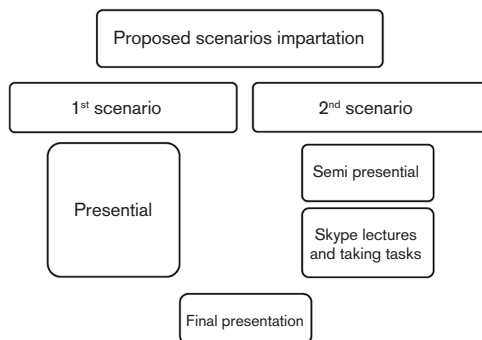 Proposed scenarios impartation
1st scenario
2nd scenario
Presential
Semi presential
Skype lectures
and taking tasks
Final presentation